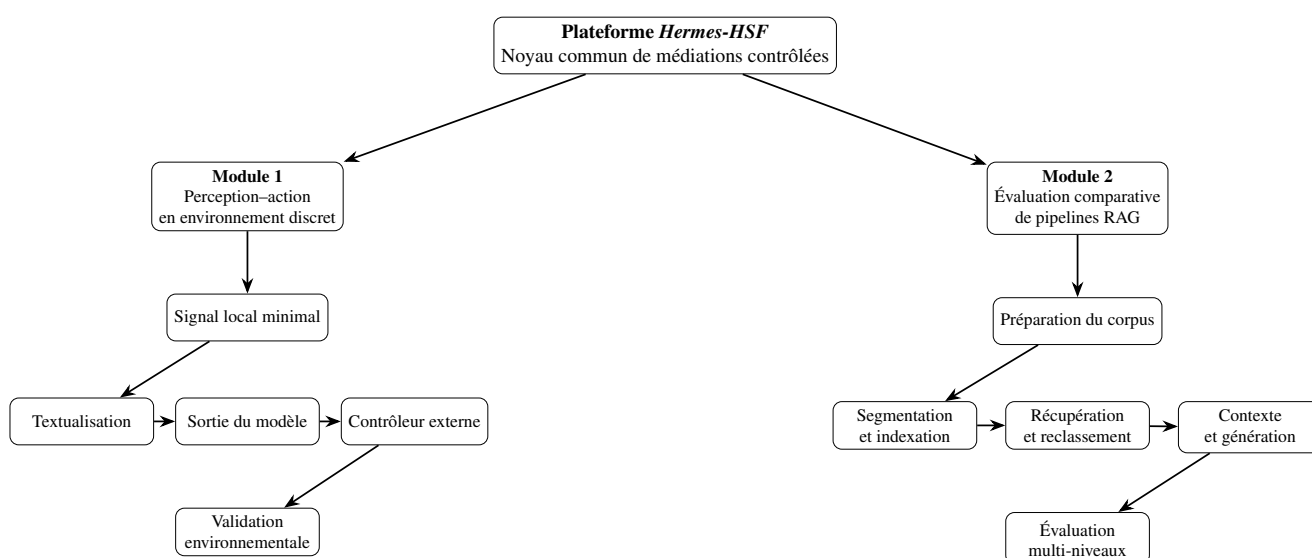 Plateforme Hermes-HSF
Noyau commun de médiations contrôlées
Module 1
Perception–action
en environnement discret
Module 2
Évaluation comparative
de pipelines RAG
Signal local minimal
Préparation du corpus
Textualisation
Sortie du modèle
Contrôleur externe
Segmentation
et indexation
Récupération
et reclassement
Contexte
et génération
Validation
environnementale
Évaluation
multi-niveaux